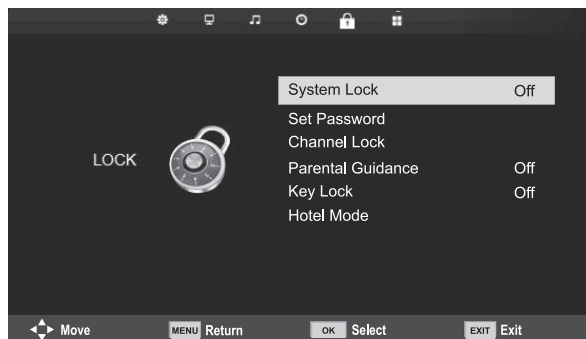 LOCK
System Lock Off
Set Password
Channel Lock
Parental Guidance Off
Key Lock Off
Hotel Mode
Move MENU Return OK Select EXIT Exit